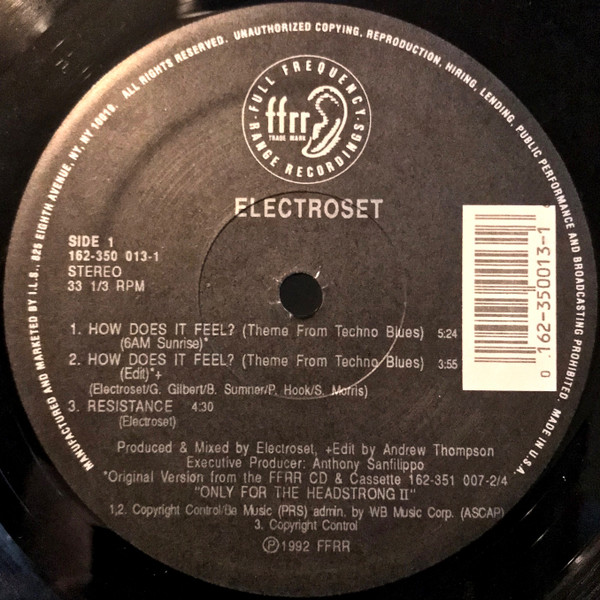 MANUFACTURED AND MARKETED BY I.L.S., 825 EIGHTH AVENUE, NY, NY 10019. ALL RIGHTS RESERVED. UNAUTHORIZED COPYING, REPRODUCTION, HIRING, LENDING, PUBLIC PERFORMANCE AND BROADCASTING PROHIBITED. MADE IN U.S.A.
·FULL FREQUENCY·
ffrr
TRADE MARK
RANGE RECORDINGS
ELECTROSET
SIDE 1
162-350 013-1
STEREO
33 1/3 RPM
0 .162-350013-1
1. HOW DOES IT FEEL? (Theme From Techno Blues) 5:24
(6AM Sunrise)*
2. HOW DOES IT FEEL? (Theme From Techno Blues) 3:55
(Edit)*+
(Electroset/G. Gilbert/B. Sumner/P. Hook/S. Morris)
3. RESISTANCE 4:30
(Electroset)
Produced & Mixed by Electroset, +Edit by Andrew Thompson
Executive Producer: Anthony Sanfilippo
*Original Version from the FFRR CD & Cassette 162-351 007-2/4
"ONLY FOR THE HEADSTRONG II"
1,2. Copyright Control/Be Music (PRS) admin. by WB Music Corp. (ASCAP)
3. Copyright Control
Ⓟ1992 FFRR